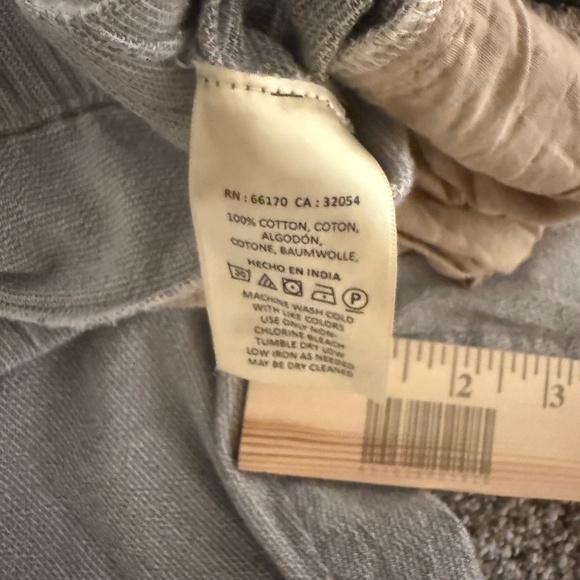 RN : 66170 CA : 32054
100% COTTON, COTON,
ALGODÓN,
COTONE, BAUMWOLLE,
HECHO EN INDIA
30 P
MACHINE WASH COLD
WITH LIKE COLORS
USE ONLY NON-
CHLORINE BLEACH
TUMBLE DRY LOW
LOW IRON AS NEEDED
MAY BE DRY CLEANED
2 3